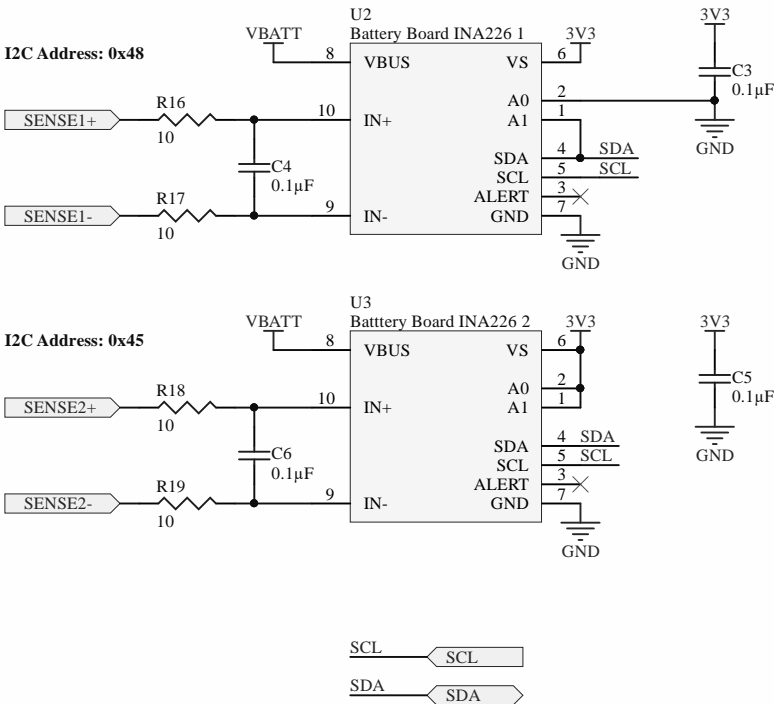 U2
Battery Board INA226 1
I2C Address: 0x48
VBATT
3V3
3V3
8 VBUS VS 6
C3
0.1µF
A0 2
SENSE1+ R16 10 IN+ A1 1
10
GND
C4
0.1µF
SDA 4 SDA
SCL 5 SCL
R17
ALERT 3
SENSE1- 9 IN- GND 7
10
GND
U3
Batttery Board INA226 2
I2C Address: 0x45
VBATT
3V3
3V3
8 VBUS VS 6
C5
0.1µF
A0 2
R18
SENSE2+ 10 IN+ A1 1
10
GND
C6
0.1µF
SDA 4 SDA
SCL 5 SCL
R19
ALERT 3
SENSE2- 9 IN- GND 7
10
GND
SCL SCL
SDA SDA